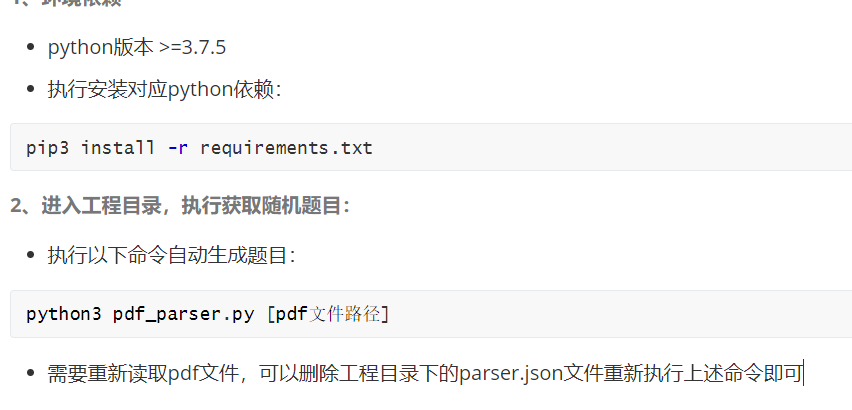 1、环境依赖
python版本 >=3.7.5
执行安装对应python依赖：
pip3 install -r requirements.txt
2、进入工程目录，执行获取随机题目：
执行以下命令自动生成题目：
python3 pdf_parser.py [pdf文件路径]
需要重新读取pdf文件，可以删除工程目录下的parser.json文件重新执行上述命令即可